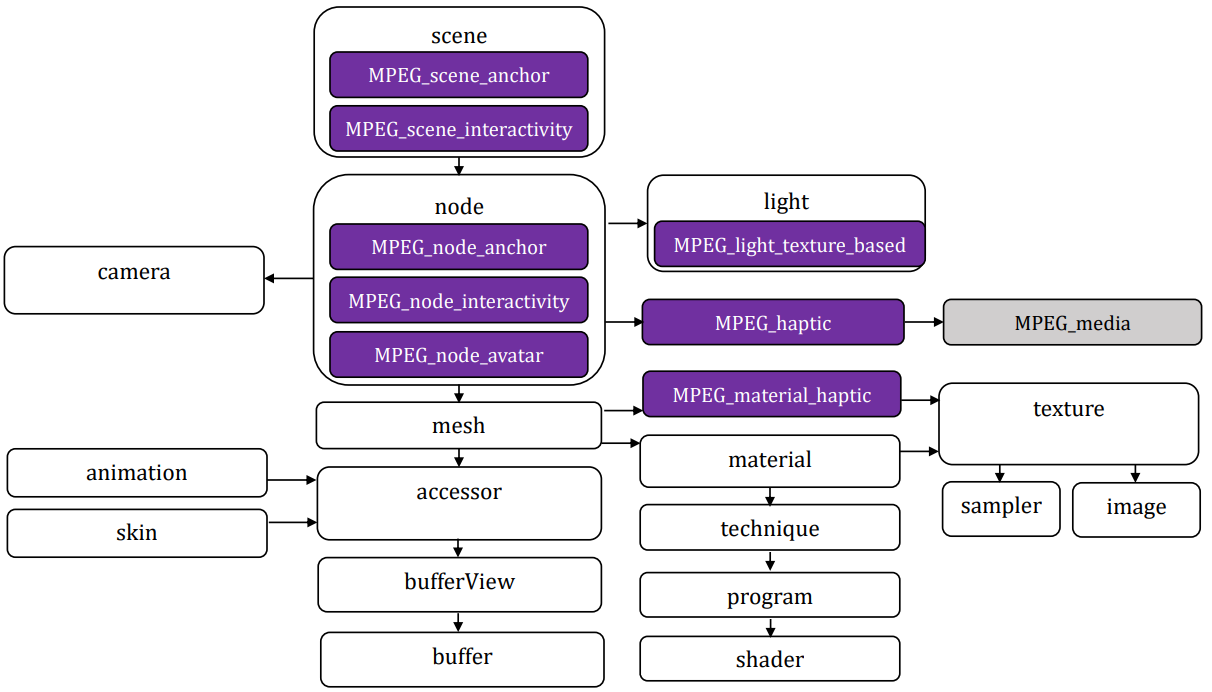 scene
MPEG_scene_anchor
MPEG_scene_interactivity
node
MPEG_node_anchor
MPEG_node_interactivity
MPEG_node_avatar
light
MPEG_light_texture_based
camera
MPEG_haptic
MPEG_media
mesh
MPEG_material_haptic
texture
animation
accessor
material
sampler
image
skin
technique
bufferView
program
buffer
shader